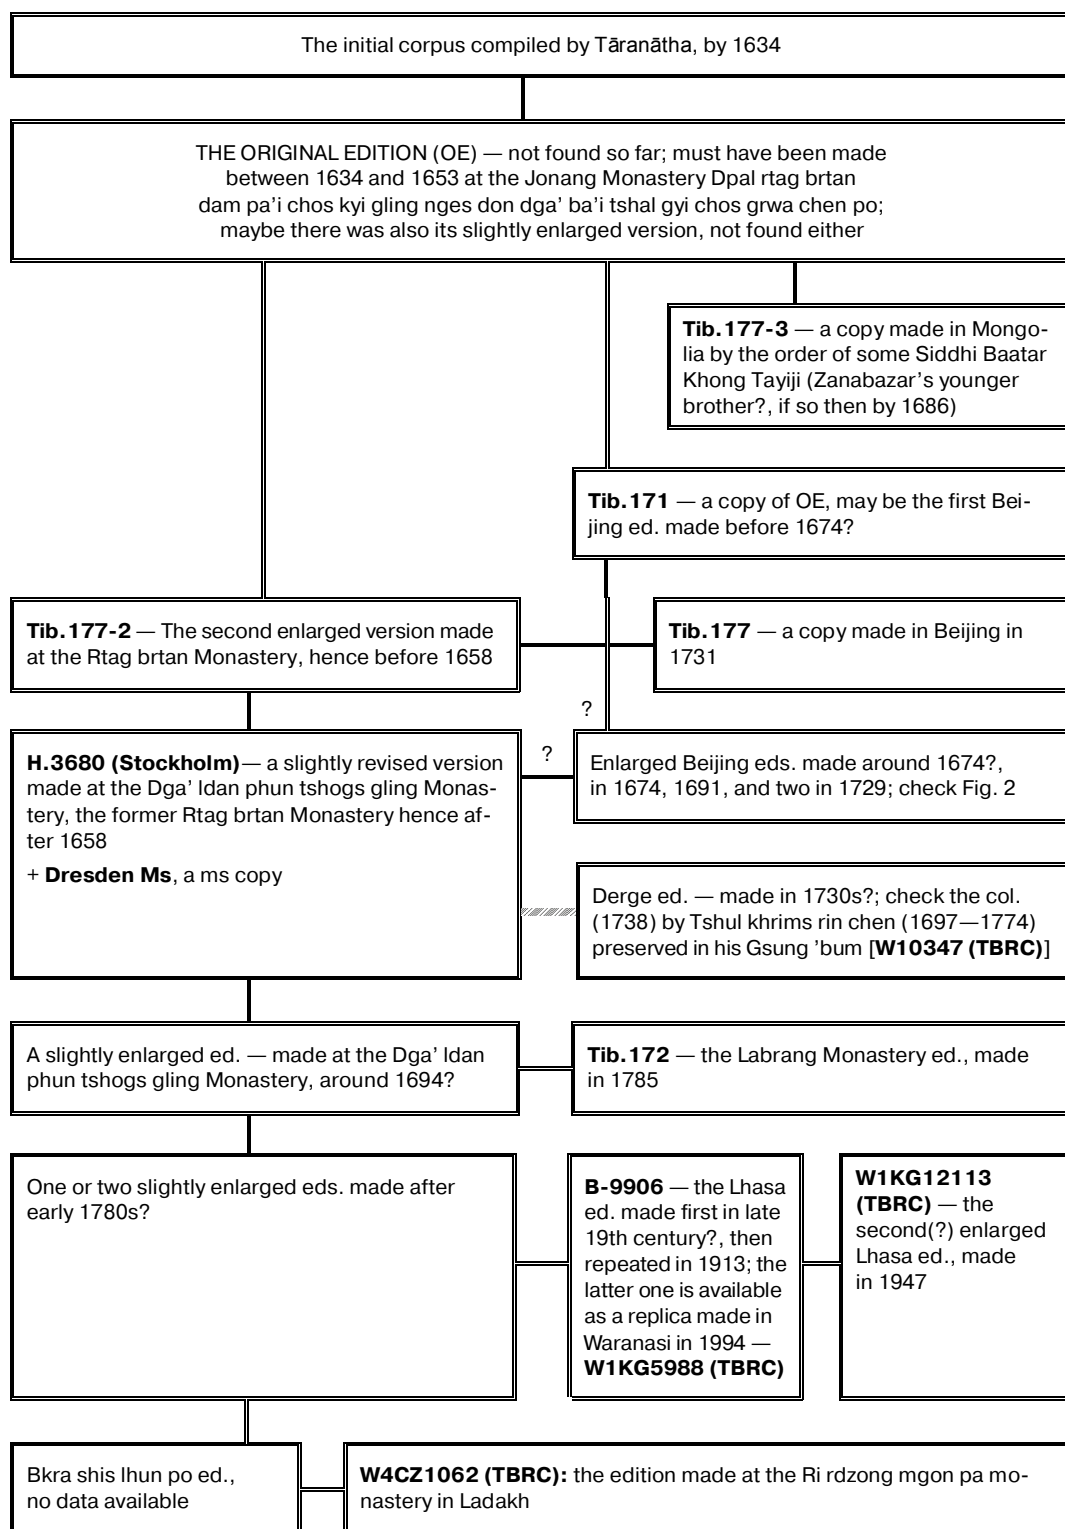 The initial corpus compiled by Tāranātha, by 1634
THE ORIGINAL EDITION (OE) — not found so far; must have been made
between 1634 and 1653 at the Jonang Monastery Dpal rtag brtan
dam pa’i chos kyi gling nges don dga’ ba’i tshal gyi chos grwa chen po;
maybe there was also its slightly enlarged version, not found either
Tib.177-3 — a copy made in Mongo-
lia by the order of some Siddhi Baatar
Khong Tayiji (Zanabazar’s younger
brother?, if so then by 1686)
Tib.171 — a copy of OE, may be the first Bei-
jing ed. made before 1674?
Tib.177-2 — The second enlarged version made
at the Rtag brtan Monastery, hence before 1658
Tib.177 — a copy made in Beijing in
1731
?
?
H.3680 (Stockholm)— a slightly revised version
made at the Dga’ ldan phun tshogs gling Monas-
tery, the former Rtag brtan Monastery hence af-
ter 1658
+ Dresden Ms, a ms copy
Enlarged Beijing eds. made around 1674?,
in 1674, 1691, and two in 1729; check Fig. 2
Derge ed. — made in 1730s?; check the col.
(1738) by Tshul khrims rin chen (1697—1774)
preserved in his Gsung ’bum [W10347 (TBRC)]
A slightly enlarged ed. — made at the Dga’ ldan
phun tshogs gling Monastery, around 1694?
Tib.172 — the Labrang Monastery ed., made
in 1785
One or two slightly enlarged eds. made after
early 1780s?
B-9906 — the Lhasa
ed. made first in late
19th century?, then
repeated in 1913; the
latter one is available
as a replica made in
Waranasi in 1994 —
W1KG5988 (TBRC)
W1KG12113
(TBRC) — the
second(?) enlarged
Lhasa ed., made
in 1947
Bkra shis lhun po ed.,
no data available
W4CZ1062 (TBRC): the edition made at the Ri rdzong mgon pa mo-
nastery in Ladakh